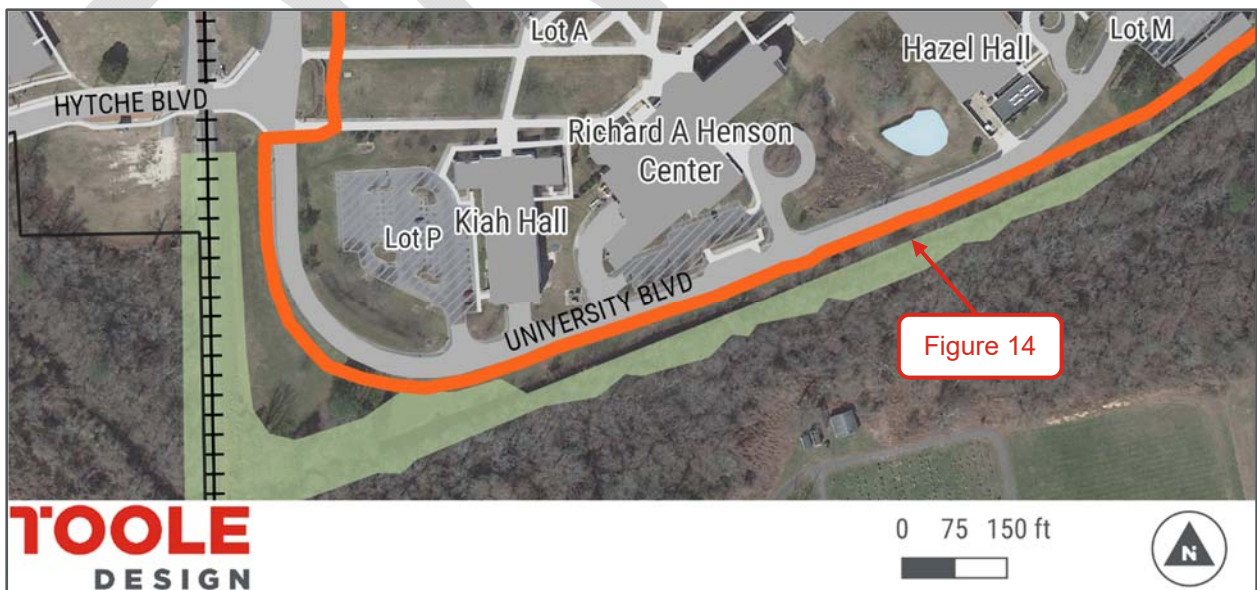 Lot A
Hazel Hall
Lot M
HYTCHE BLVD
Richard A Henson
Center
Kiah Hall
Lot P
UNIVERSITY BLVD
Figure 14
TOOLE
DESIGN
0 75 150 ft
N